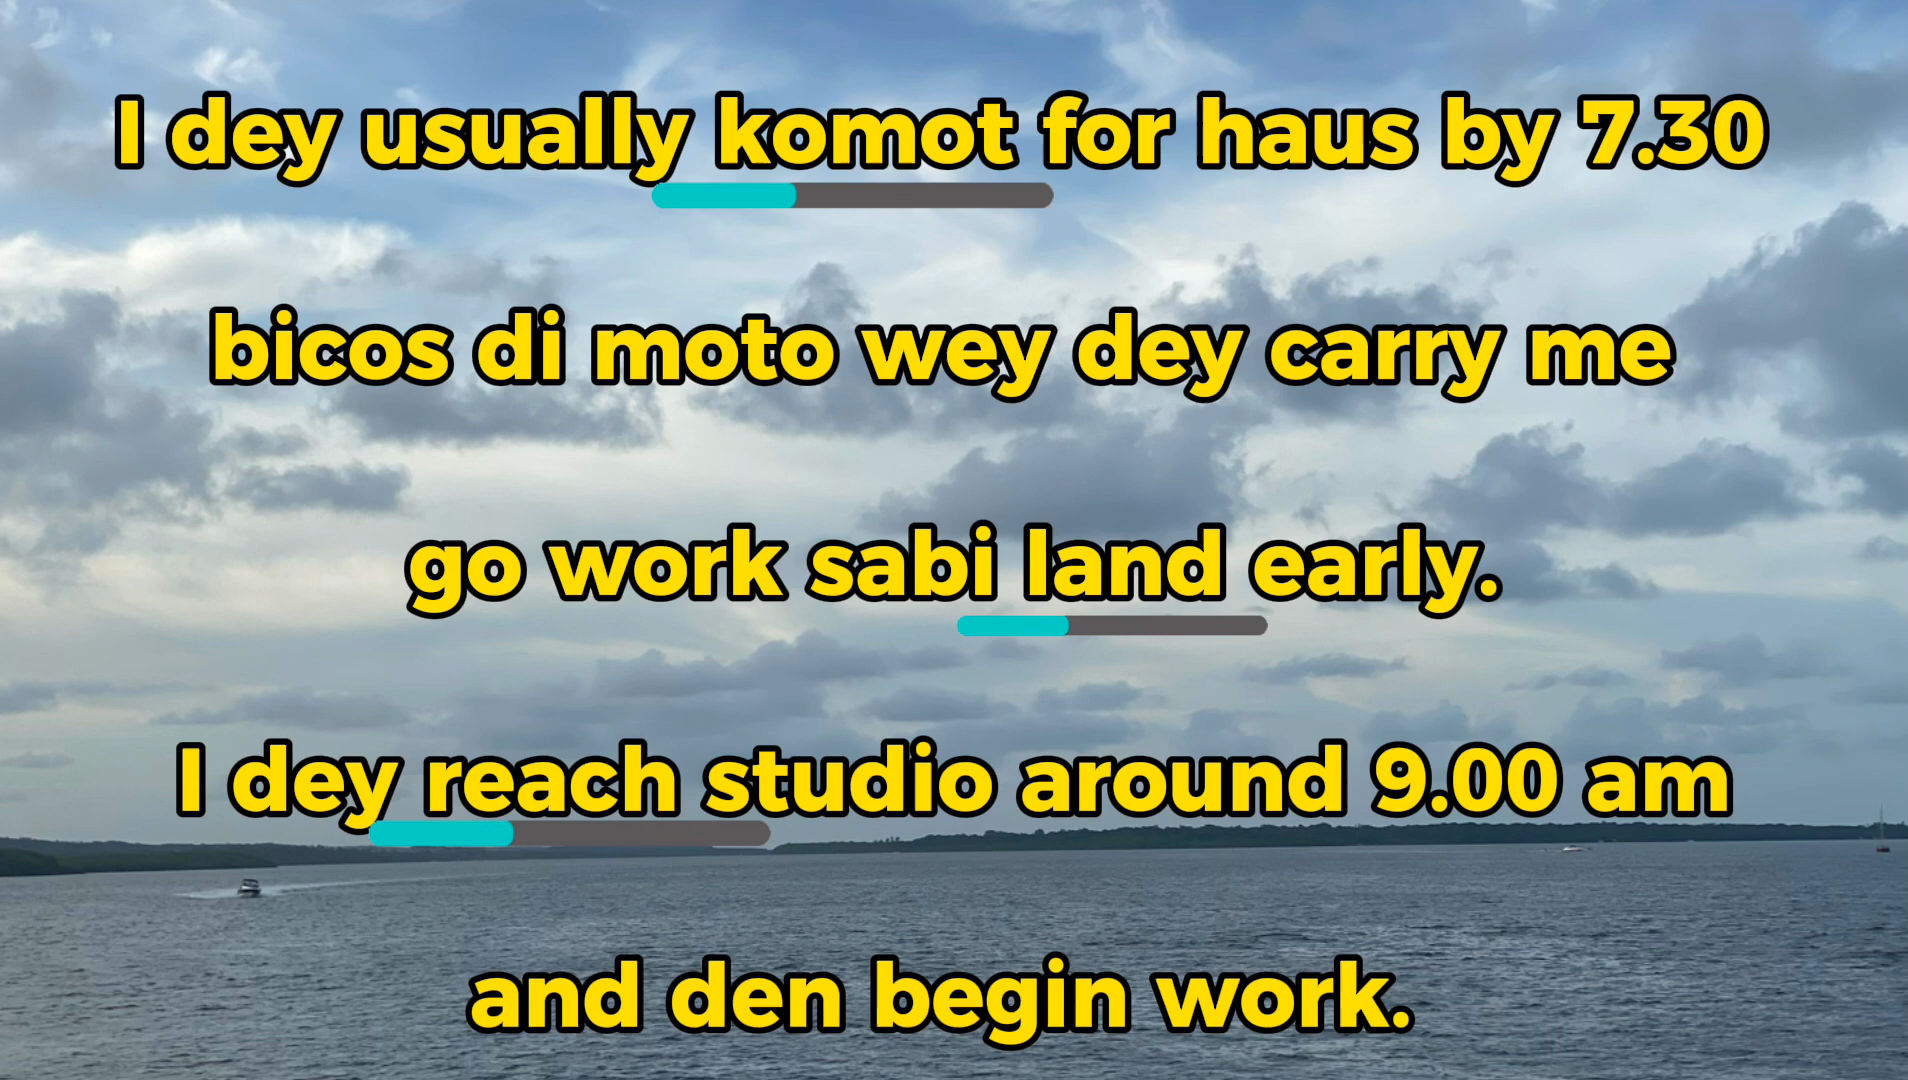 I dey usually komot for haus by 7.30
bicos di moto wey dey carry me
go work sabi land early.
I dey reach studio around 9.00 am
and den begin work.